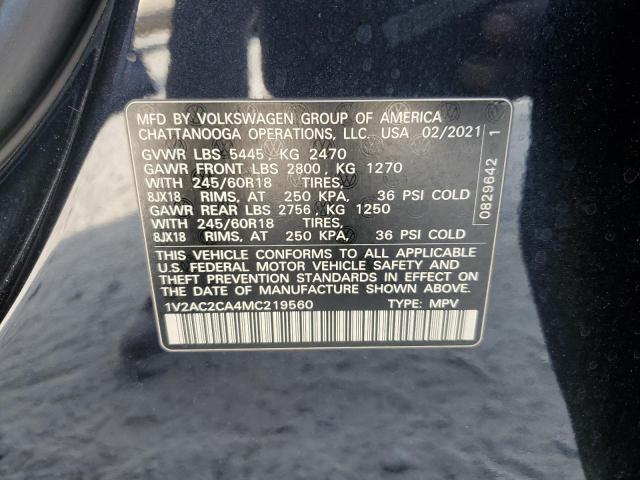 MFD BY VOLKSWAGEN GROUP OF AMERICA
CHATTANOOGA OPERATIONS, LLC. USA 02/2021
GVWR LBS 5445, KG 2470
GAWR FRONT LBS 2800, KG 1270
WITH 245/60R18 TIRES,
8JX18 RIMS, AT 250 KPA, 36 PSI COLD
GAWR REAR LBS 2756, KG 1250
WITH 245/60R18 TIRES,
8JX18 RIMS, AT 250 KPA, 36 PSI COLD
THIS VEHICLE CONFORMS TO ALL APPLICABLE
U.S. FEDERAL MOTOR VEHICLE SAFETY AND
THEFT PREVENTION STANDARDS IN EFFECT ON
THE DATE OF MANUFACTURE SHOWN ABOVE.
1V2AC2CA4MC219560 TYPE: MPV
0829642 1